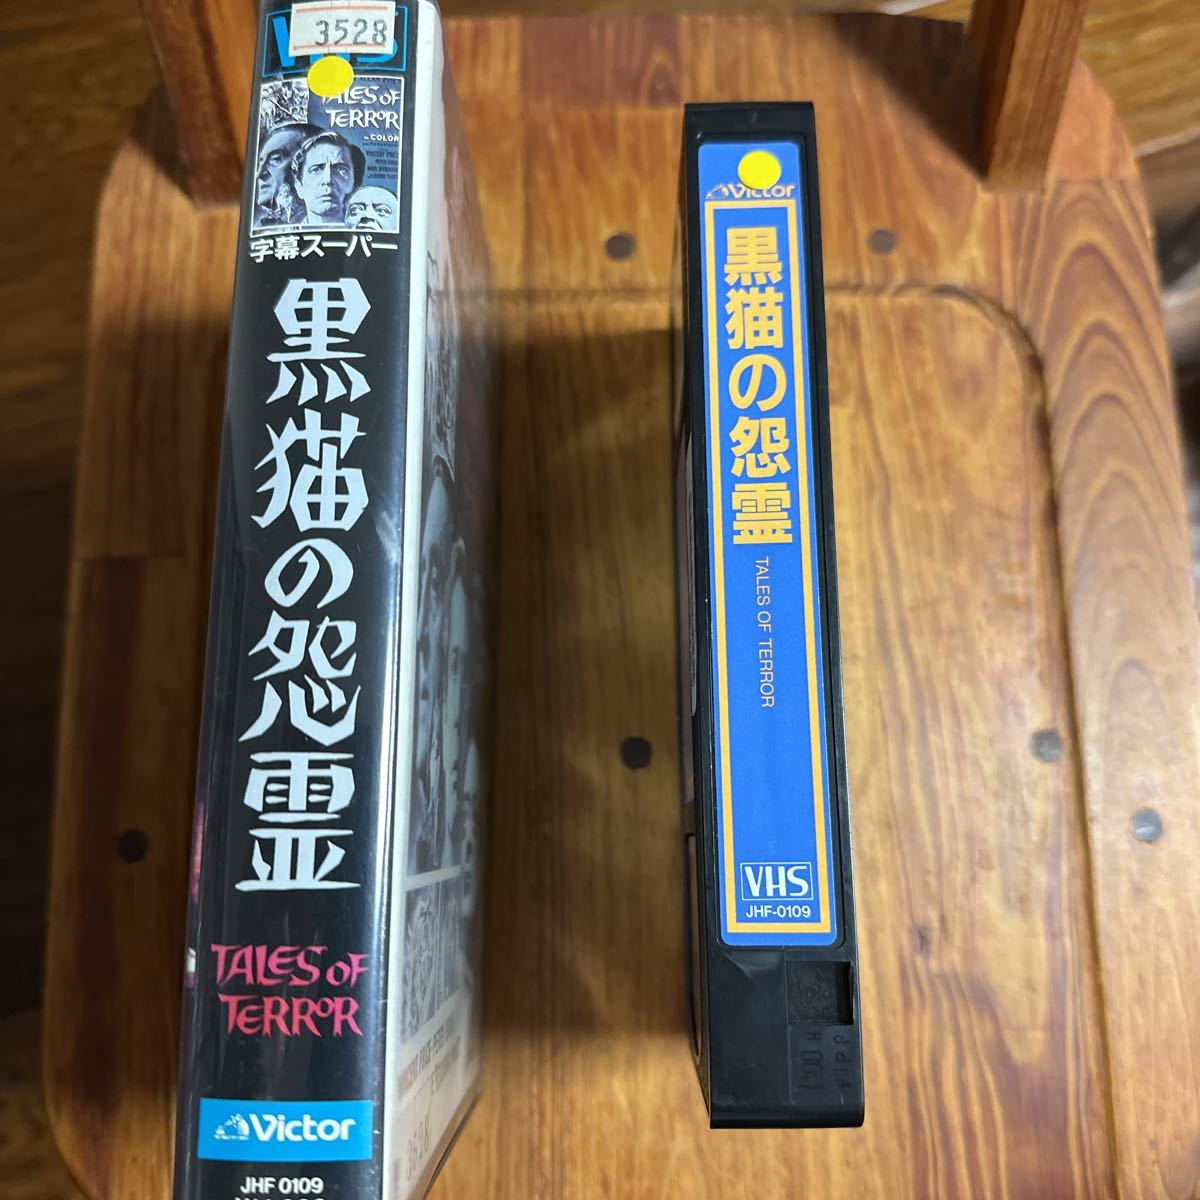 3528
VHS
TALES OF
TERROR
COLOR
字幕スーパー
黒猫の怨霊
TALES OF
TERROR
Victor
JHF 0109
Victor
黒猫の怨霊
TALES OF TERROR
VHS
JHF-0109